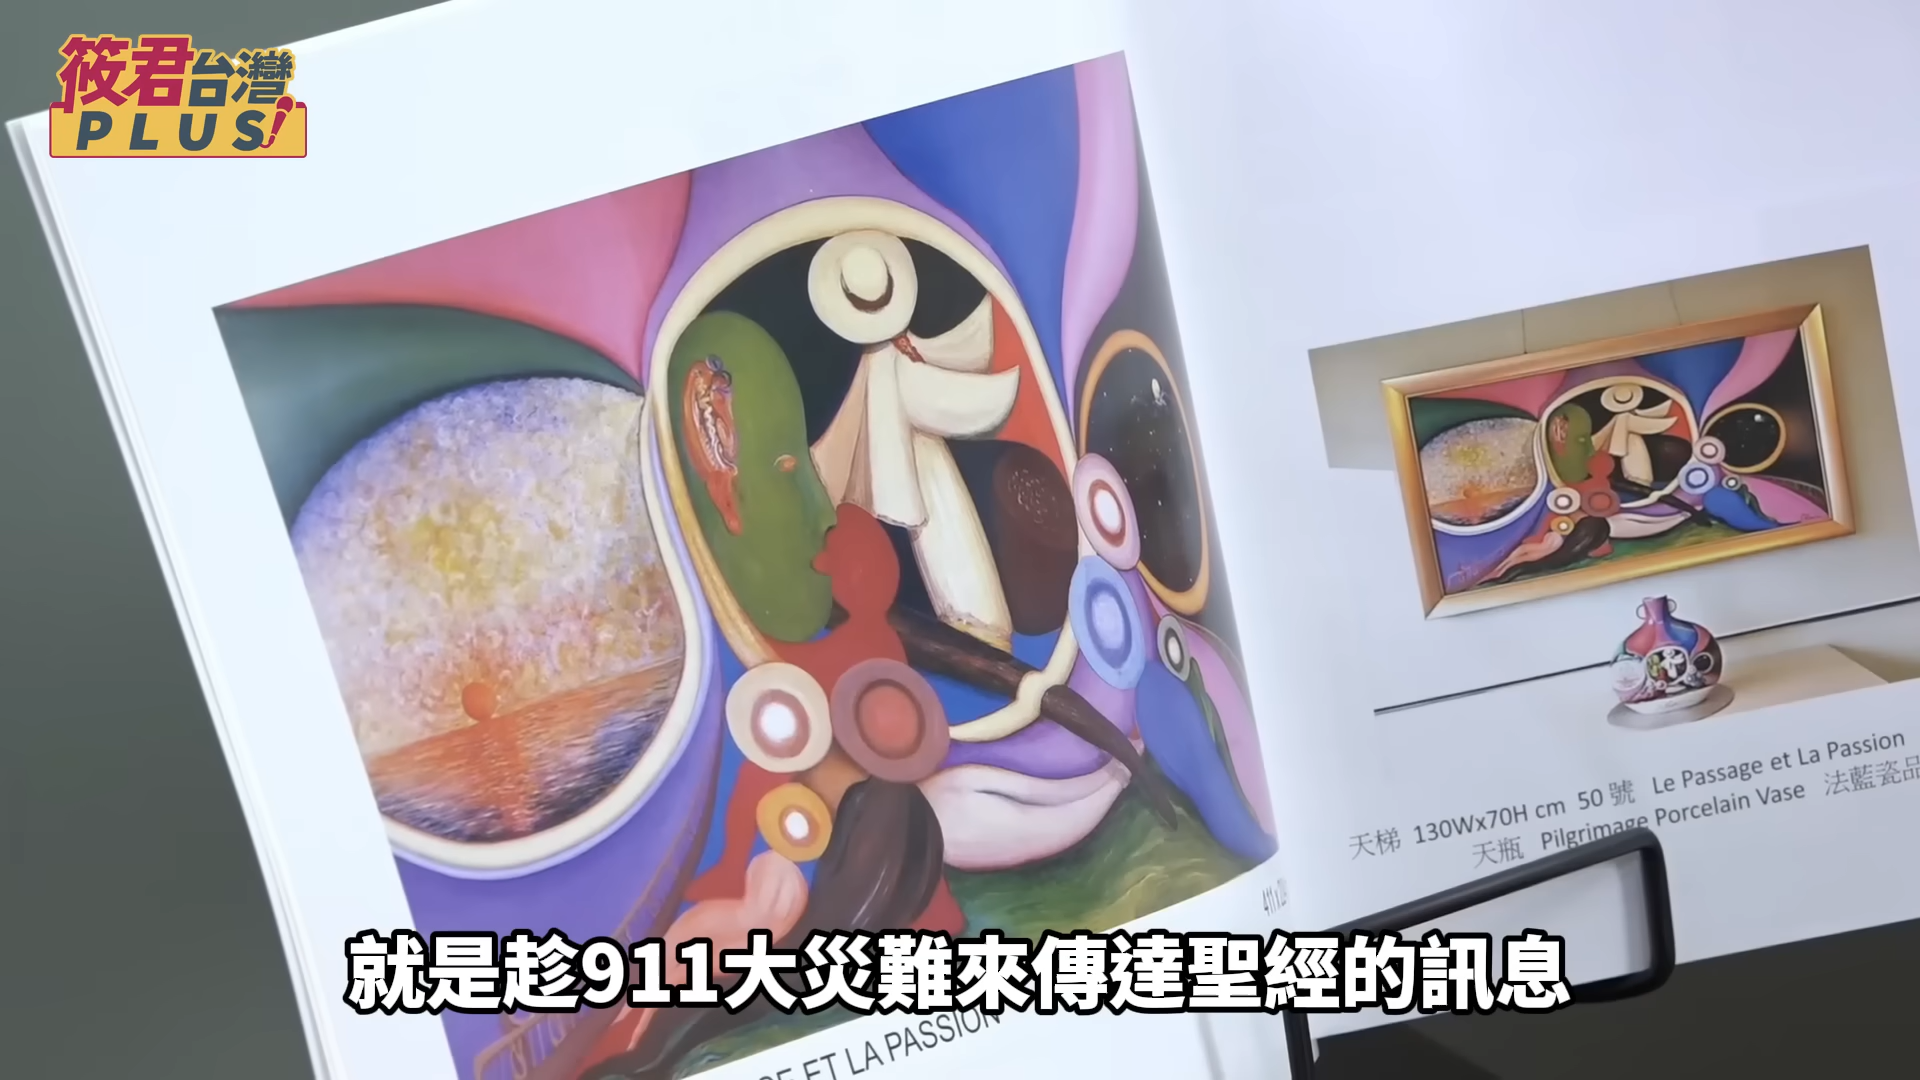 筱君台灣
PLUS!
天梯 130Wx70H cm 50號 Le Passage et La Passion
天瓶 Pilgrimage Porcelain Vase 法藍瓷品
ET LA PASSION
就是趁911大災難來傳達聖經的訊息